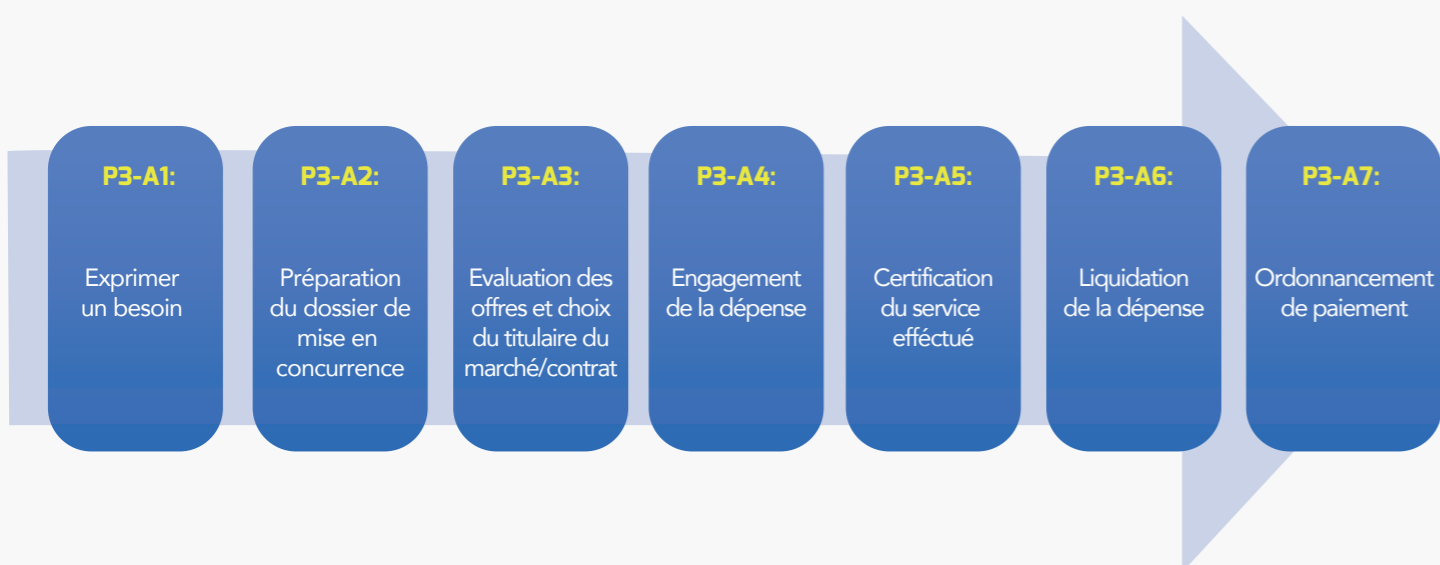 P3-A1:
Exprimer
un besoin
P3-A2:
Préparation
du dossier de
mise en
concurrence
P3-A3:
Evaluation des
offres et choix
du titulaire du
marché/contrat
P3-A4:
Engagement
de la dépense
P3-A5:
Certification
du service
efféctué
P3-A6:
Liquidation
de la dépense
P3-A7:
Ordonnancement
de paiement